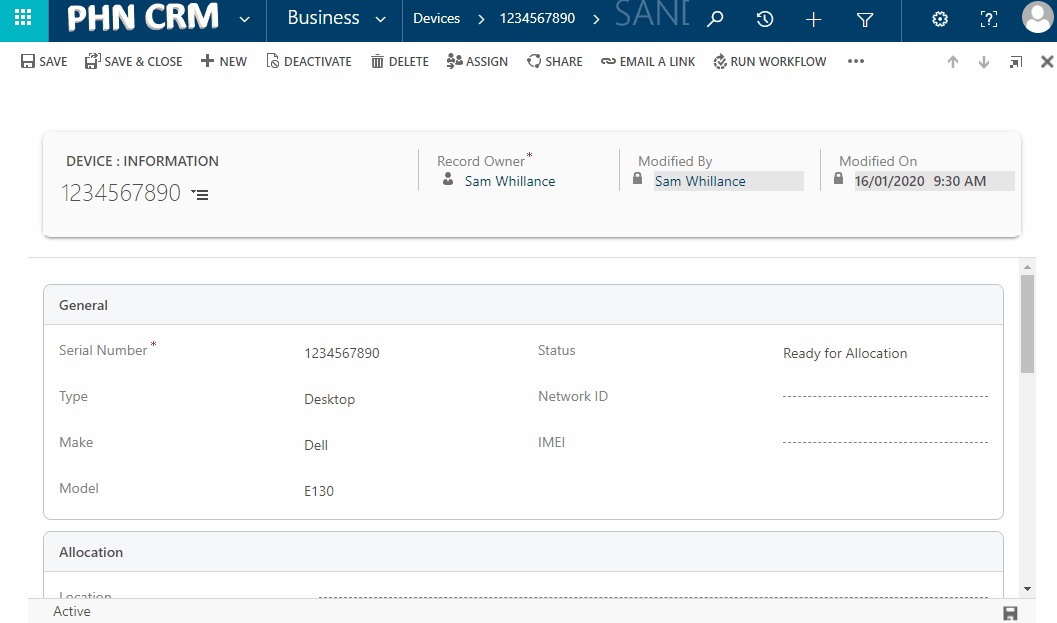 PHN CRM Business Devices > 1234567890 > SAND
SAVE SAVE & CLOSE NEW DEACTIVATE DELETE ASSIGN SHARE EMAIL A LINK RUN WORKFLOW •••
DEVICE : INFORMATION
1234567890
Record Owner*
Sam Whillance
Modified By
Sam Whillance
Modified On
16/01/2020 9:30 AM
General
Serial Number* 1234567890 Status Ready for Allocation
Type Desktop Network ID
Make Dell IMEI
Model E130
Allocation
Location
Active